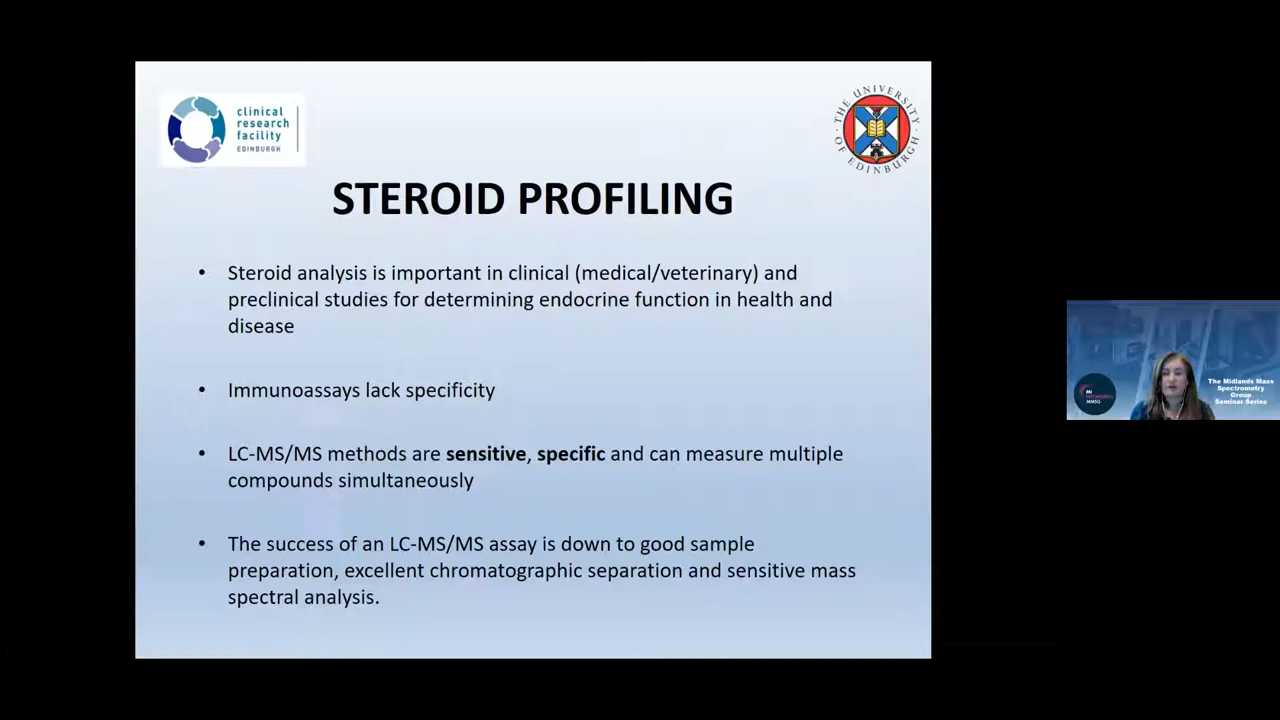 clinical
research
facility
EDINBURGH
THE UNIVERSITY
OF EDINBURGH
STEROID PROFILING
• Steroid analysis is important in clinical (medical/veterinary) and
preclinical studies for determining endocrine function in health and
disease
• Immunoassays lack specificity
• LC-MS/MS methods are sensitive, specific and can measure multiple
compounds simultaneously
• The success of an LC-MS/MS assay is down to good sample
preparation, excellent chromatographic separation and sensitive mass
spectral analysis.
The Midlands Mass
Spectrometry
Group
Seminar Series
MMSG